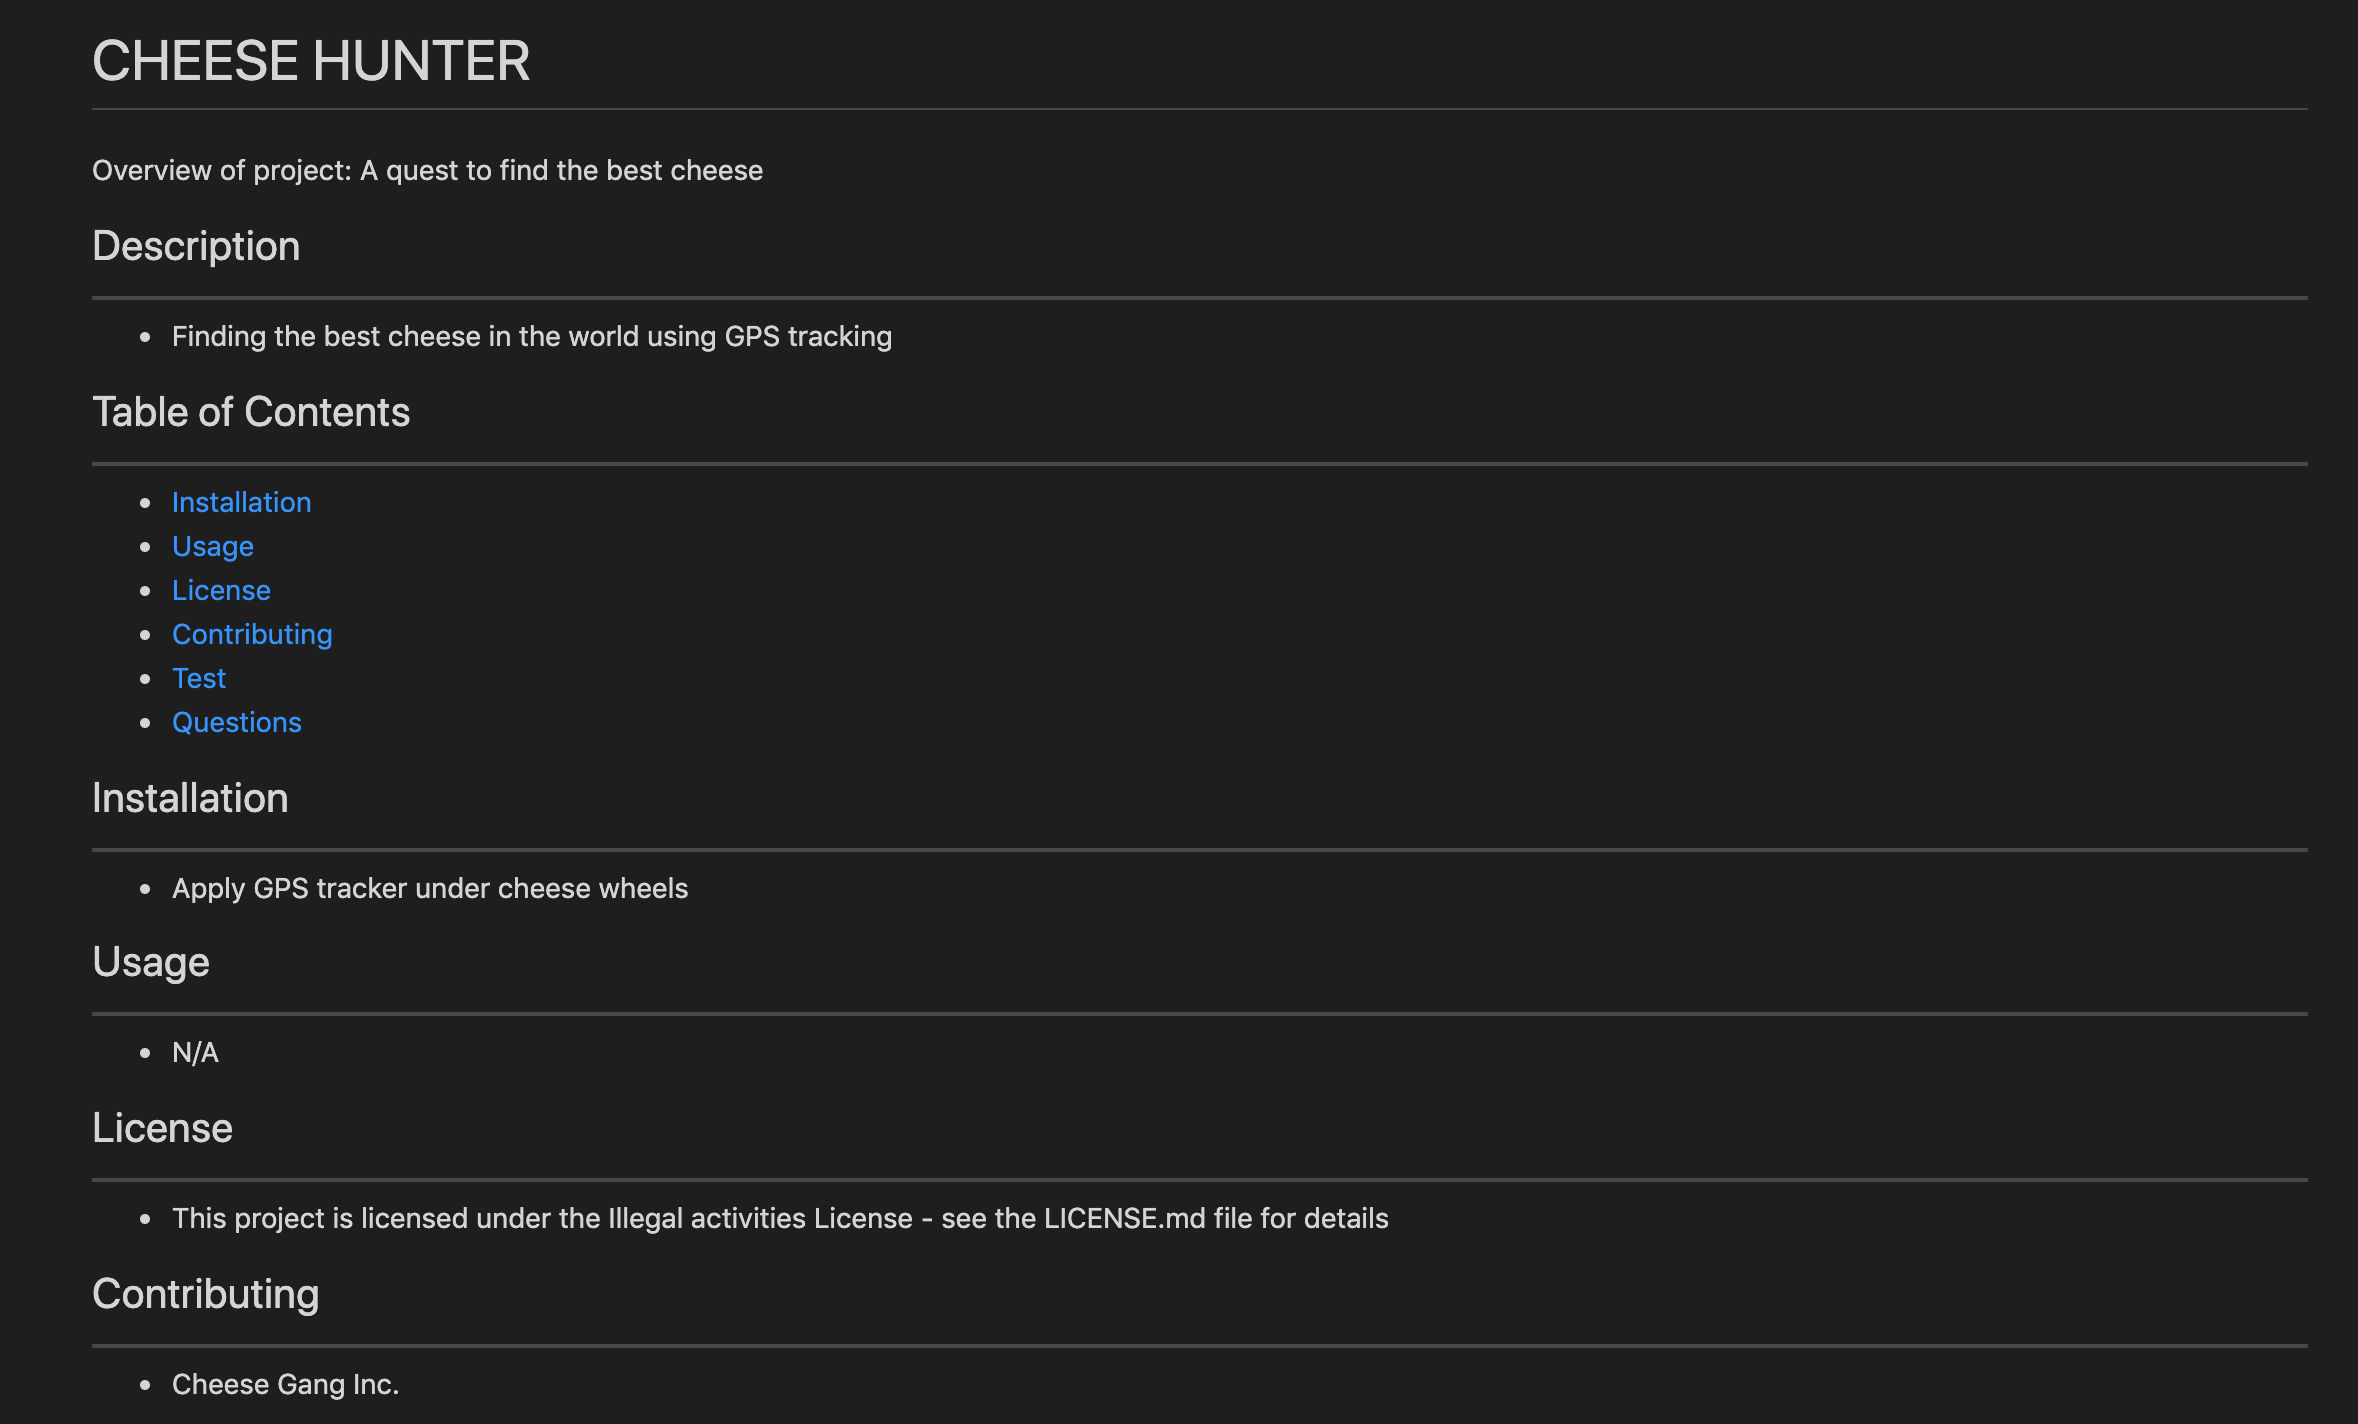 CHEESE HUNTER
Overview of project: A quest to find the best cheese
Description
Finding the best cheese in the world using GPS tracking
Table of Contents
Installation
Usage
License
Contributing
Test
Questions
Installation
Apply GPS tracker under cheese wheels
Usage
N/A
License
This project is licensed under the Illegal activities License - see the LICENSE.md file for details
Contributing
Cheese Gang Inc.